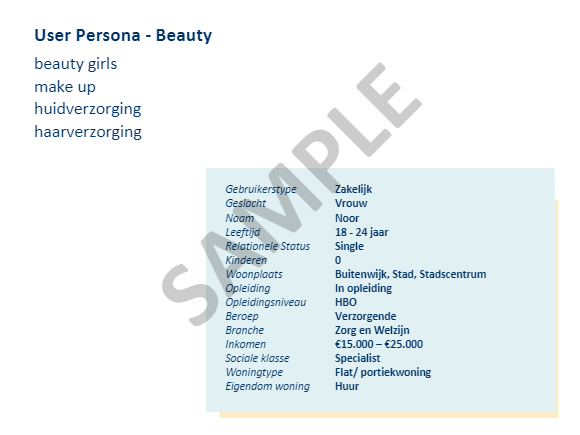 User Persona - Beauty
beauty girls
make up
huidverzorging
haarverzorging
SAMPLE
Gebruikerstype Zakelijk
Geslacht Vrouw
Naam Noor
Leeftijd 18 - 24 jaar
Relationele Status Single
Kinderen 0
Woonplaats Buitenwijk, Stad, Stadscentrum
Opleiding In opleiding
Opleidingsniveau HBO
Beroep Verzorgende
Branche Zorg en Welzijn
Inkomen €15.000 – €25.000
Sociale klasse Specialist
Woningtype Flat/ portiekwoning
Eigendom woning Huur